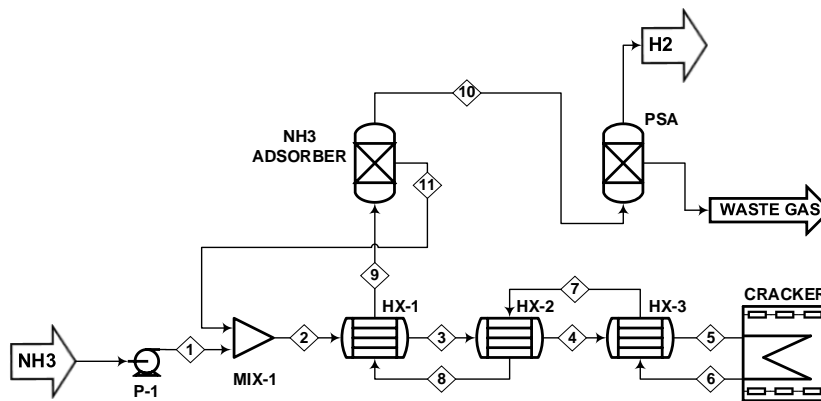 H2
10
PSA
NH3
ADSORBER
11
WASTE GAS
9
HX-1
HX-2
7
HX-3
CRACKER
NH3
1
P-1
MIX-1
2
3
4
5
8
6